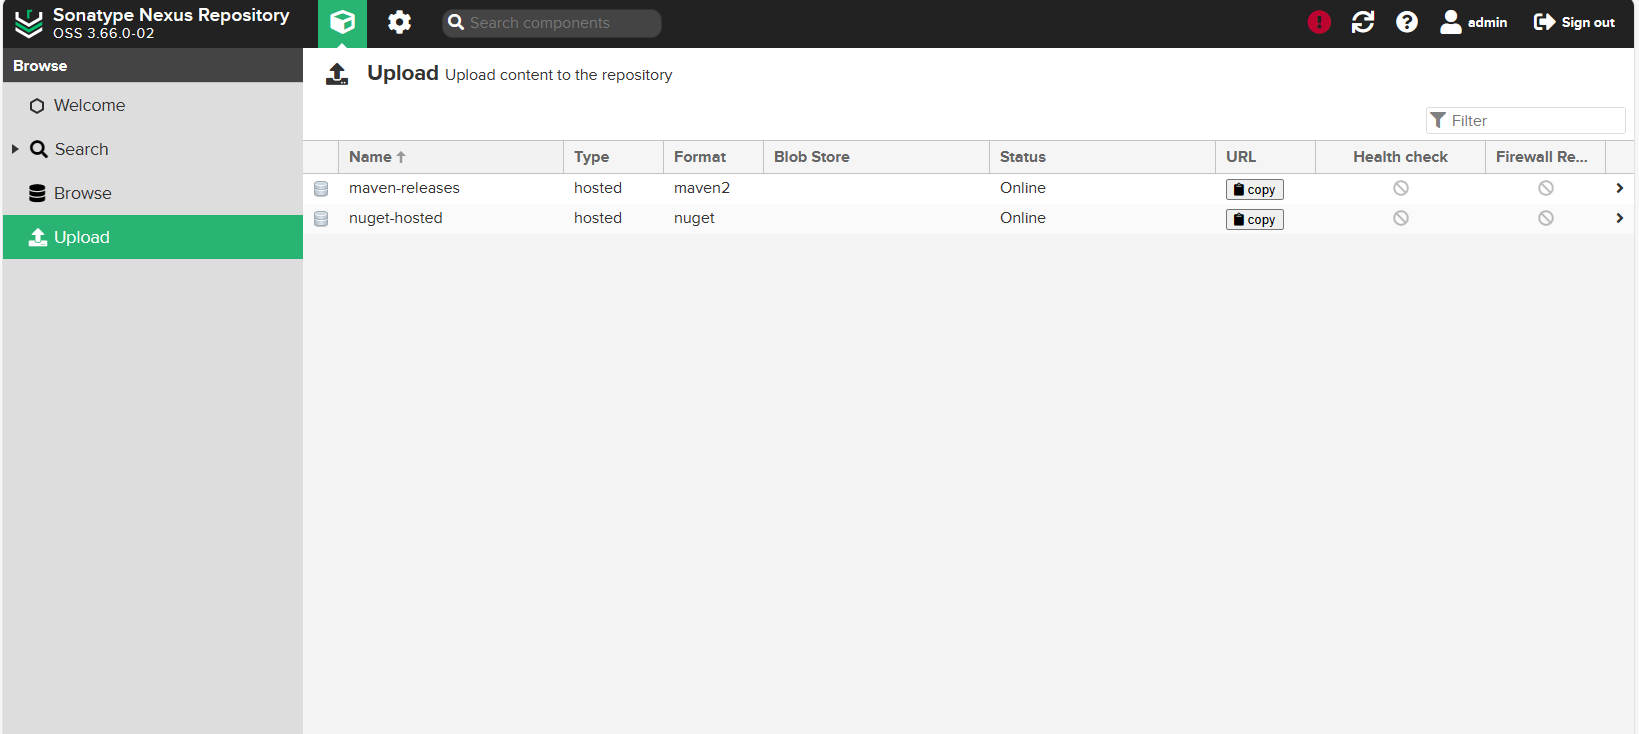 Sonatype Nexus Repository
OSS 3.66.0-02
Search components
admin
Sign out
Browse
Welcome
Search
Browse
Upload
Upload Upload content to the repository
Filter
Name Type Format Blob Store Status URL Health check Firewall Re...
maven-releases hosted maven2 Online copy
nuget-hosted hosted nuget Online copy